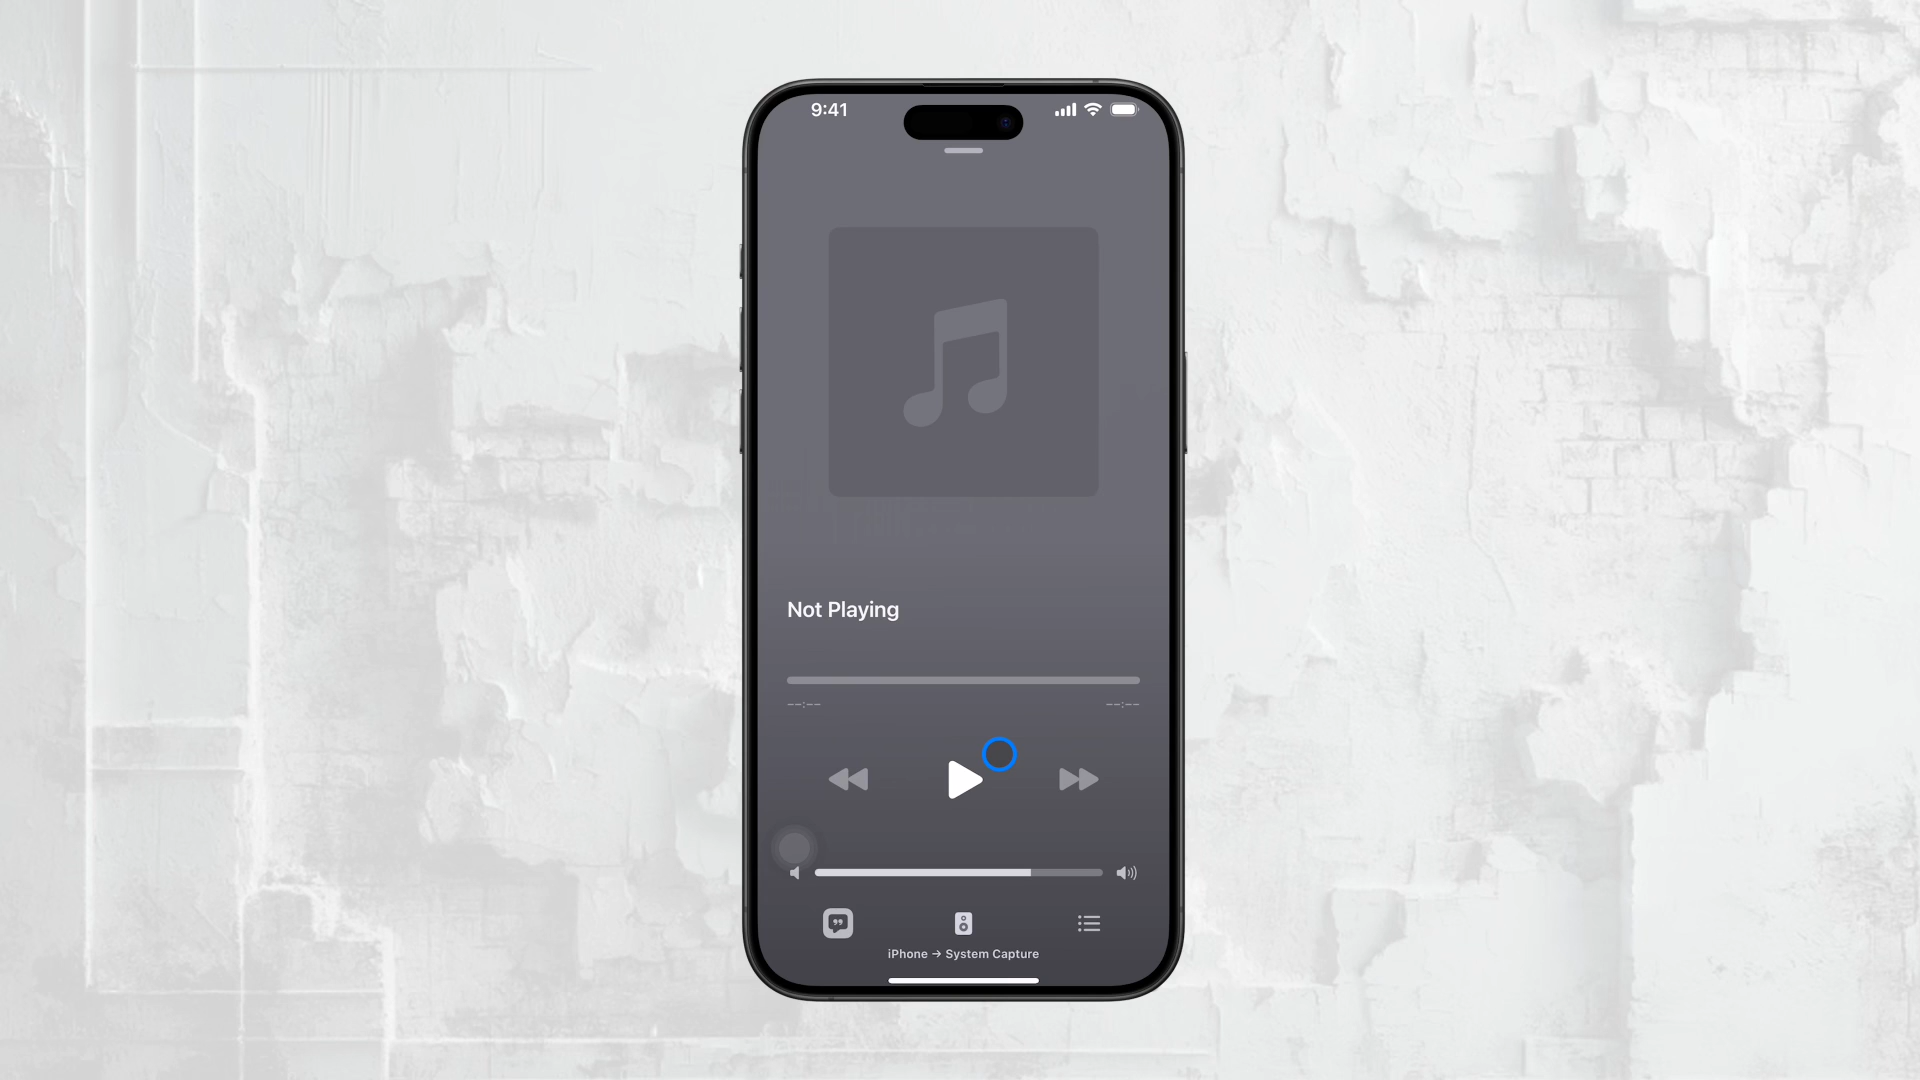 9:41
Not Playing
--:--
--:--
iPhone → System Capture